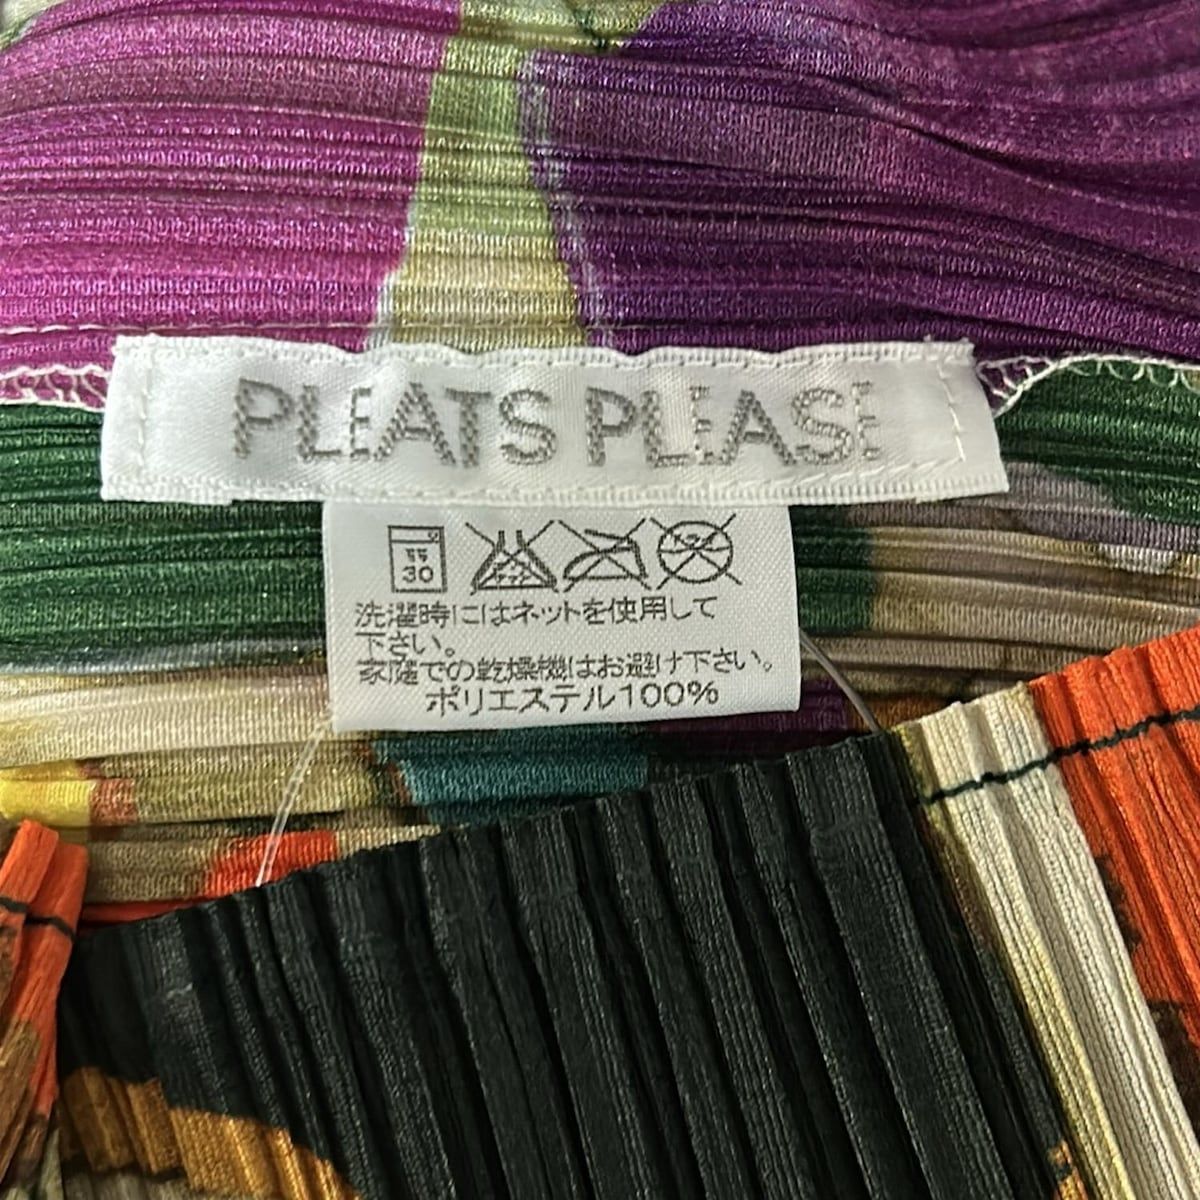 PLEATS PLEASE
弱
30
洗濯時にはネットを使用して
下さい。
家庭での乾燥機はお避け下さい。
ポリエステル100%